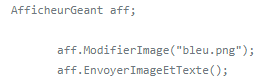 AfficheurGeant aff;
aff.ModifierImage("bleu.png");
aff.EnvoyerImageEtTexte();